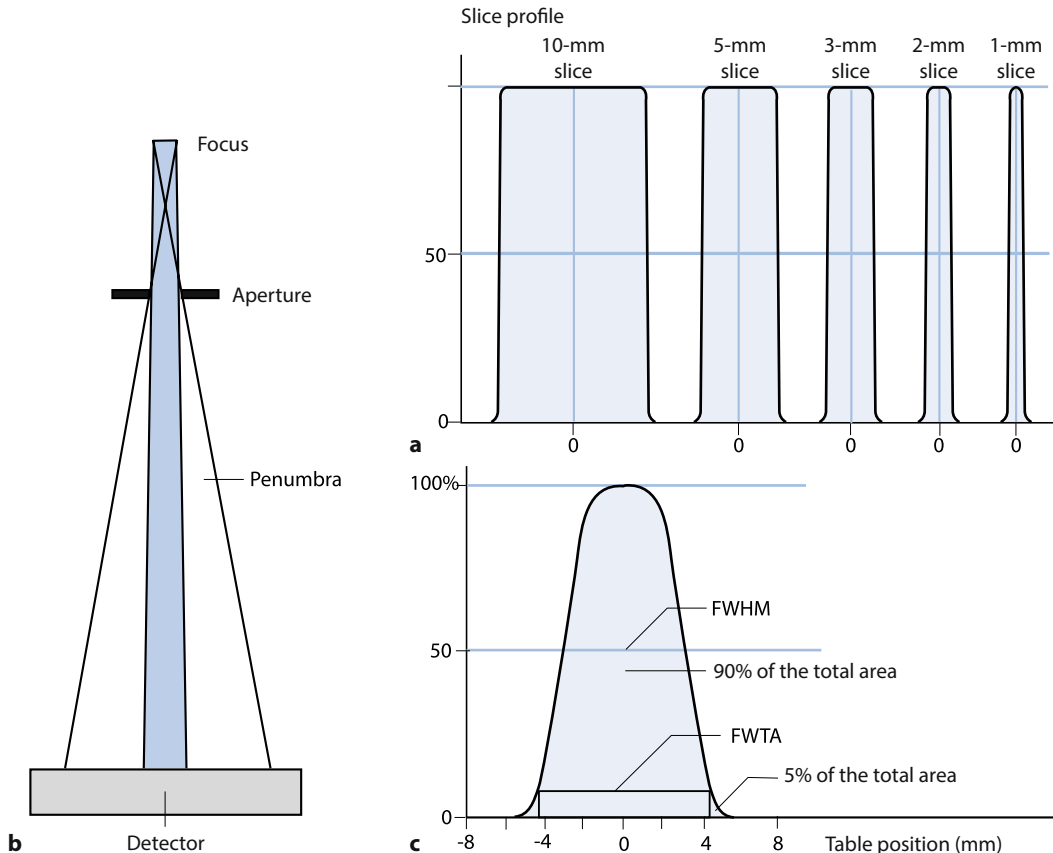 Slice profile
10-mm slice
5-mm slice
3-mm slice
2-mm slice
1-mm slice
50
0
0 0 0 0 0
a
Focus
Aperture
Penumbra
Detector
b
100%
50
0
FWHM
90% of the total area
FWTA
5% of the total area
-8 -4 0 4 8 Table position (mm)
c